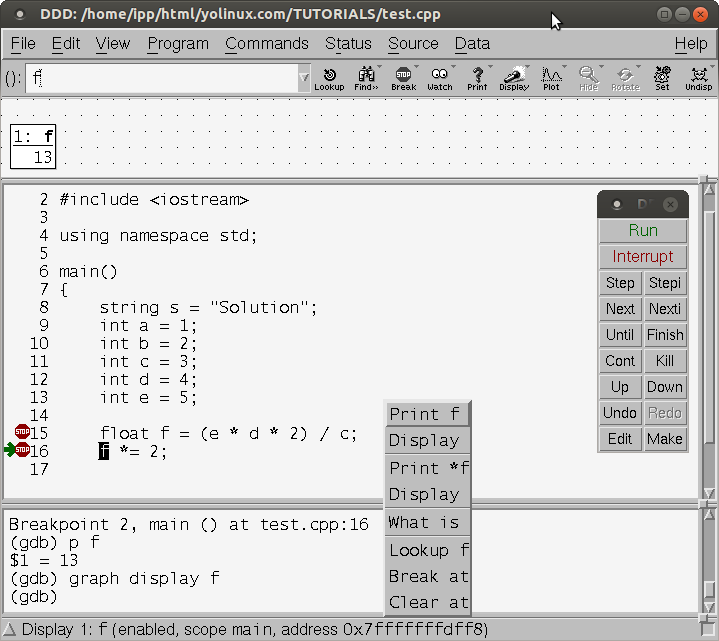 DDD: /home/ipp/html/yolinux.com/TUTORIALS/test.cpp
File Edit View Program Commands Status Source Data Help
(): f
Lookup Find>> Break Watch Print Display Plot Hide Rotate Set Undisp
1: f
13
2 #include <iostream>
3
4 using namespace std;
5
6 main()
7 {
8 string s = "Solution";
9 int a = 1;
10 int b = 2;
11 int c = 3;
12 int d = 4;
13 int e = 5;
14
STOP 15 float f = (e * d * 2) / c;
STOP 16 f *= 2;
17
D
Run
Interrupt
Step Stepi
Next Nexti
Until Finish
Cont Kill
Up Down
Undo Redo
Edit Make
Print f
Display
Print *f
Display
What is
Lookup f
Break at
Clear at
Breakpoint 2, main () at test.cpp:16
(gdb) p f
$1 = 13
(gdb) graph display f
(gdb)
Display 1: f (enabled, scope main, address 0x7fffffffdff8)